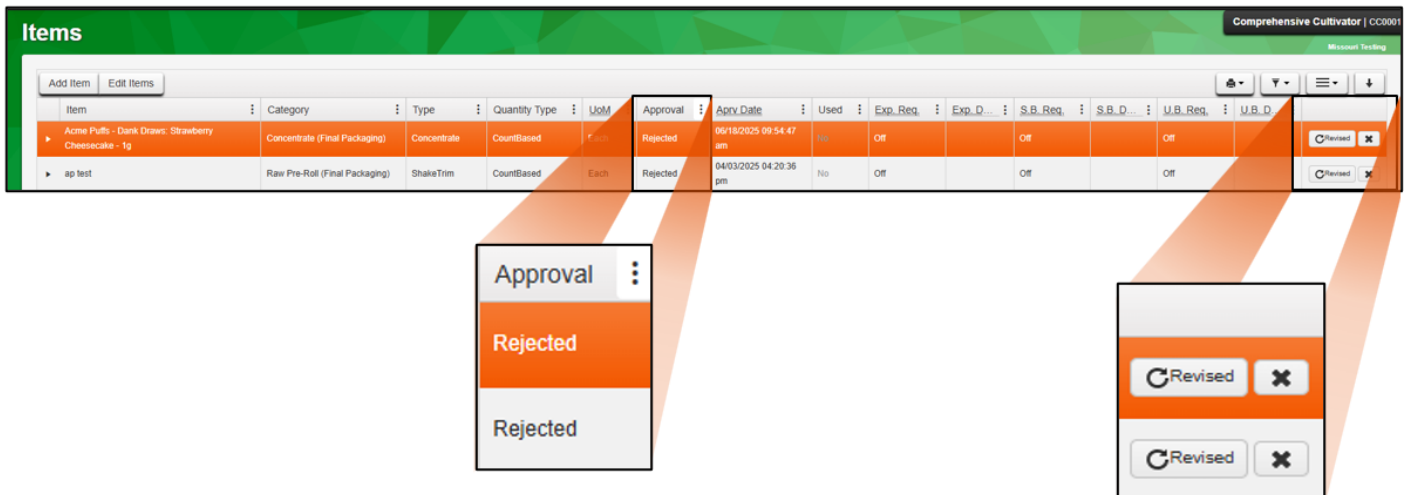 Comprehensive Cultivator | CC0001
Items
Missouri Testing
Add Item Edit Items
Item Category Type Quantity Type UoM Approval Aprv Date Used Exp. Req. Exp. D... S.B. Req. S.B. D... U.B. Req. U.B. D
Acme Puffs - Dank Draws: Strawberry Cheesecake - 1g Concentrate (Final Packaging) Concentrate CountBased Each Rejected 06/18/2025 09:54:47 am No Off Off Off Revised
ap test Raw Pre-Roll (Final Packaging) ShakeTrim CountBased Each Rejected 04/03/2025 04:20:36 pm No Off Off Off Revised
Approval
Rejected
Rejected
Revised
Revised